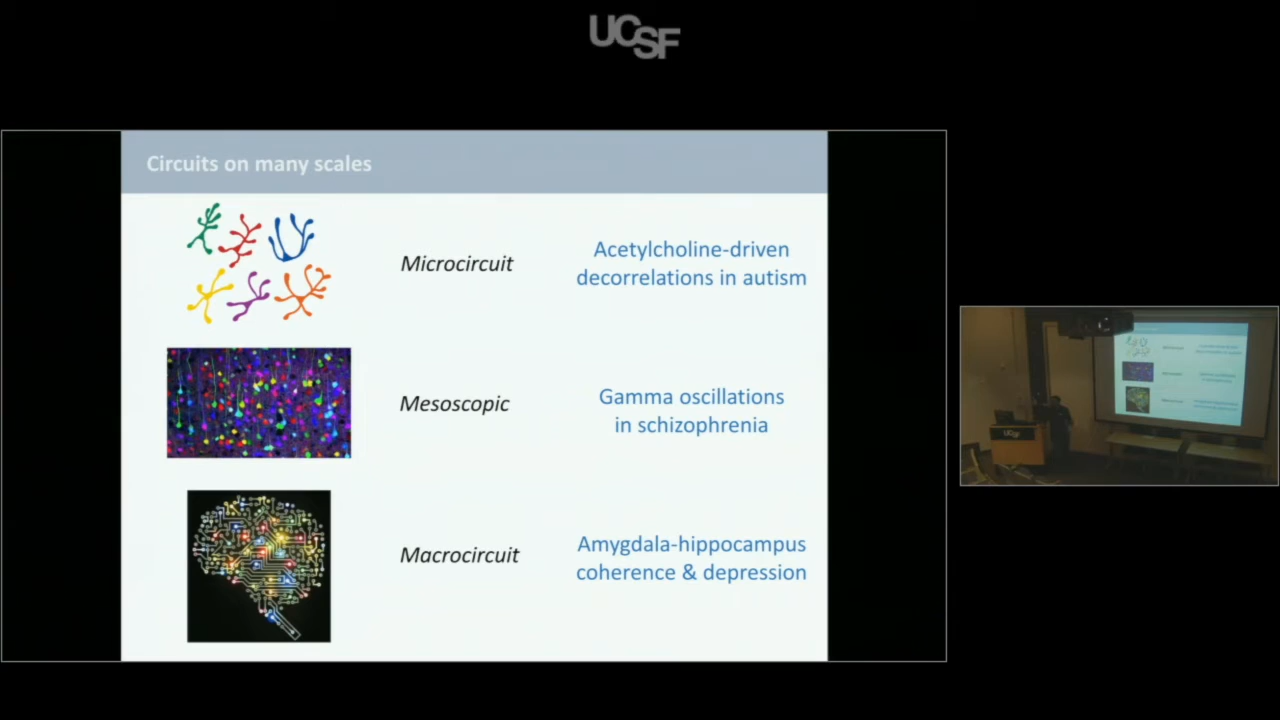 UCSF
Circuits on many scales
Microcircuit
Acetylcholine-driven
decorrelations in autism
Mesoscopic
Gamma oscillations
in schizophrenia
Macrocircuit
Amygdala-hippocampus
coherence & depression
UCSF